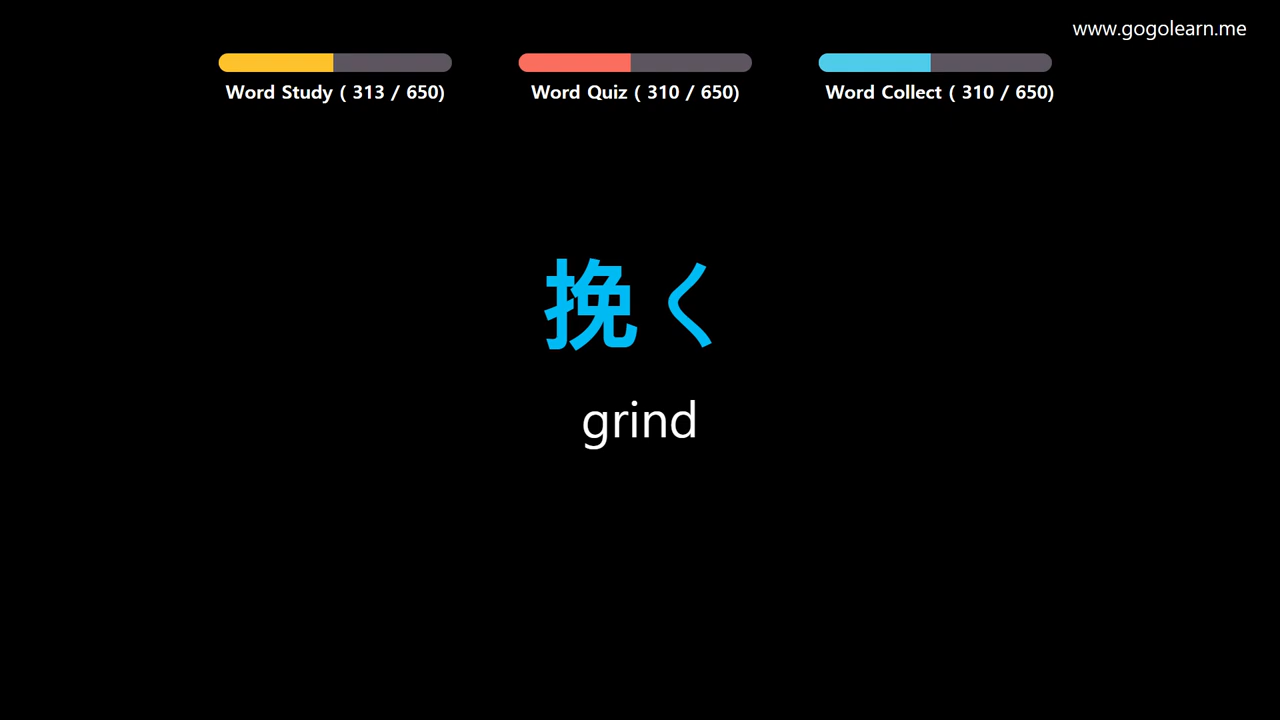 www.gogolearn.me
Word Study ( 313 / 650)
Word Quiz ( 310 / 650)
Word Collect ( 310 / 650)
挽く
grind